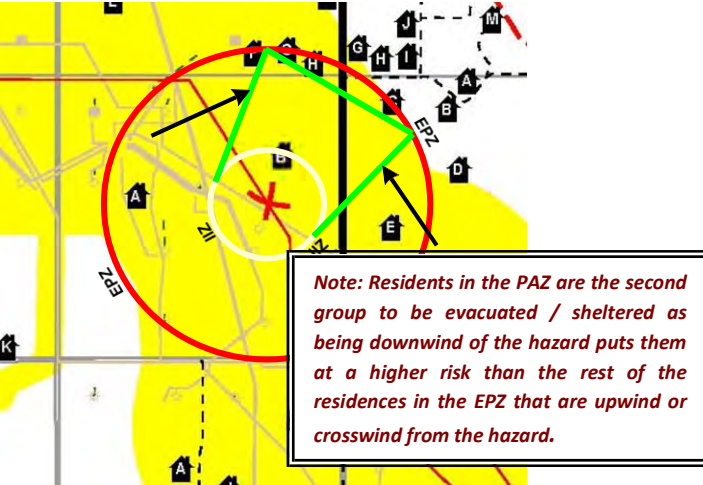 J
M
G
H
I
H
A
B
EPZ
B
D
A
E
IIZ
EPZ
K
A
Note: Residents in the PAZ are the second
group to be evacuated / sheltered as
being downwind of the hazard puts them
at a higher risk than the rest of the
residences in the EPZ that are upwind or
crosswind from the hazard.